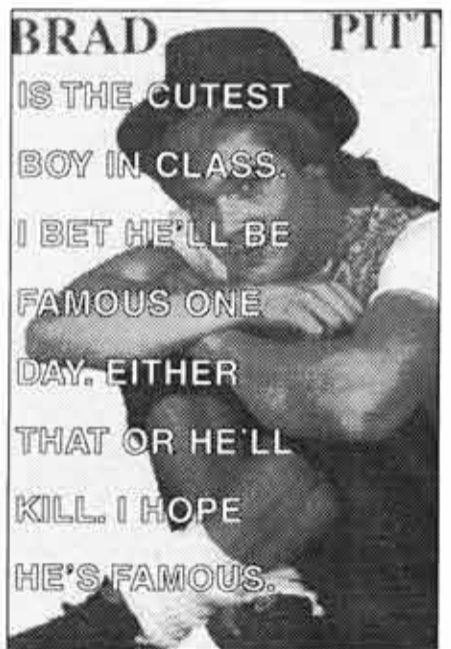 BRAD PITT
IS THE CUTEST
BOY IN CLASS.
I BET HE'LL BE
FAMOUS ONE
DAY. EITHER
THAT OR HE'LL
KILL. I HOPE
HE'S FAMOUS.